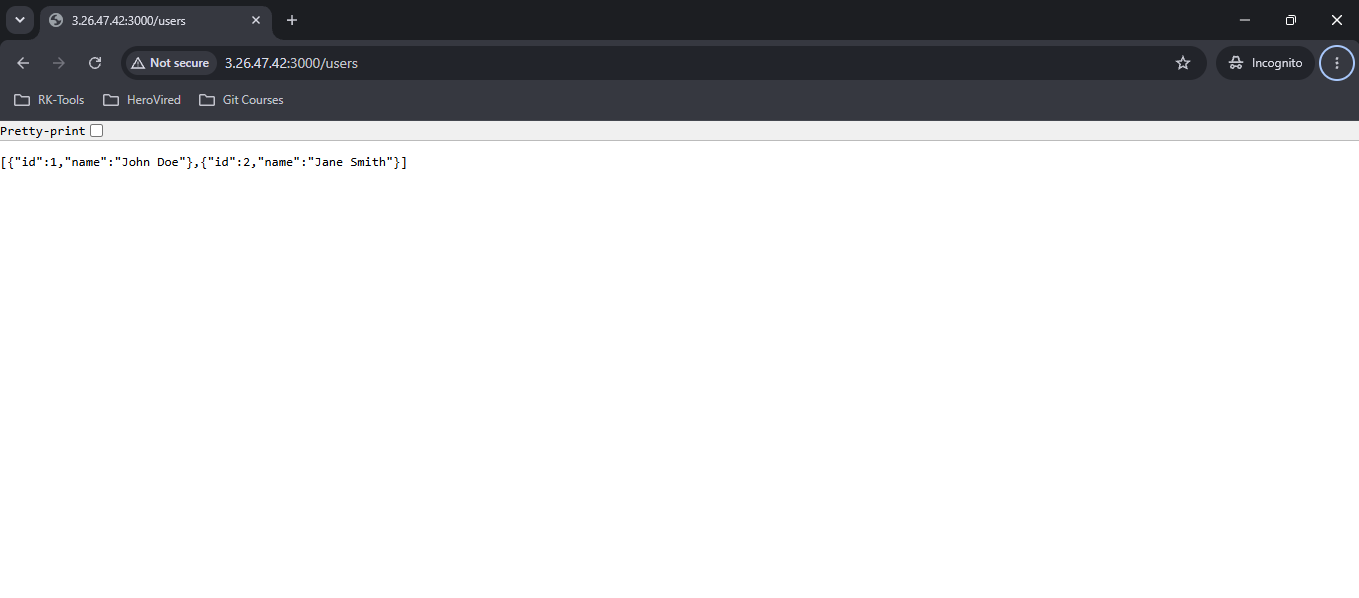 3.26.47.42:3000/users
Not secure 3.26.47.42:3000/users Incognito
RK-Tools HeroVired Git Courses
Pretty-print
[{"id":1,"name":"John Doe"},{"id":2,"name":"Jane Smith"}]